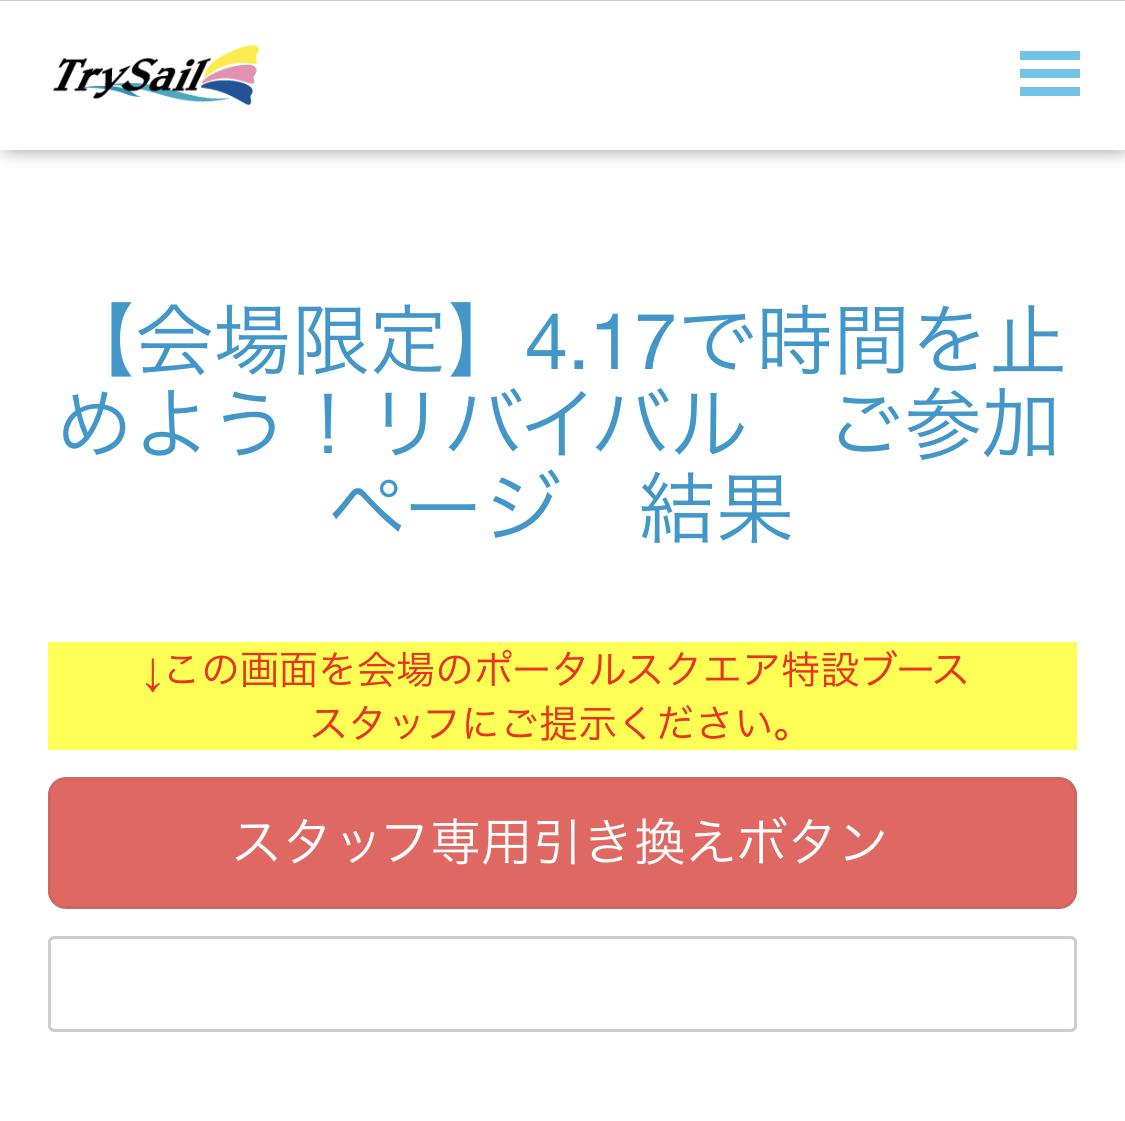 TrySail
【会場限定】4.17で時間を止
めよう！リバイバル　ご参加
ページ　結果
↓この画面を会場のポータルスクエア特設ブース
スタッフにご提示ください。
スタッフ専用引き換えボタン